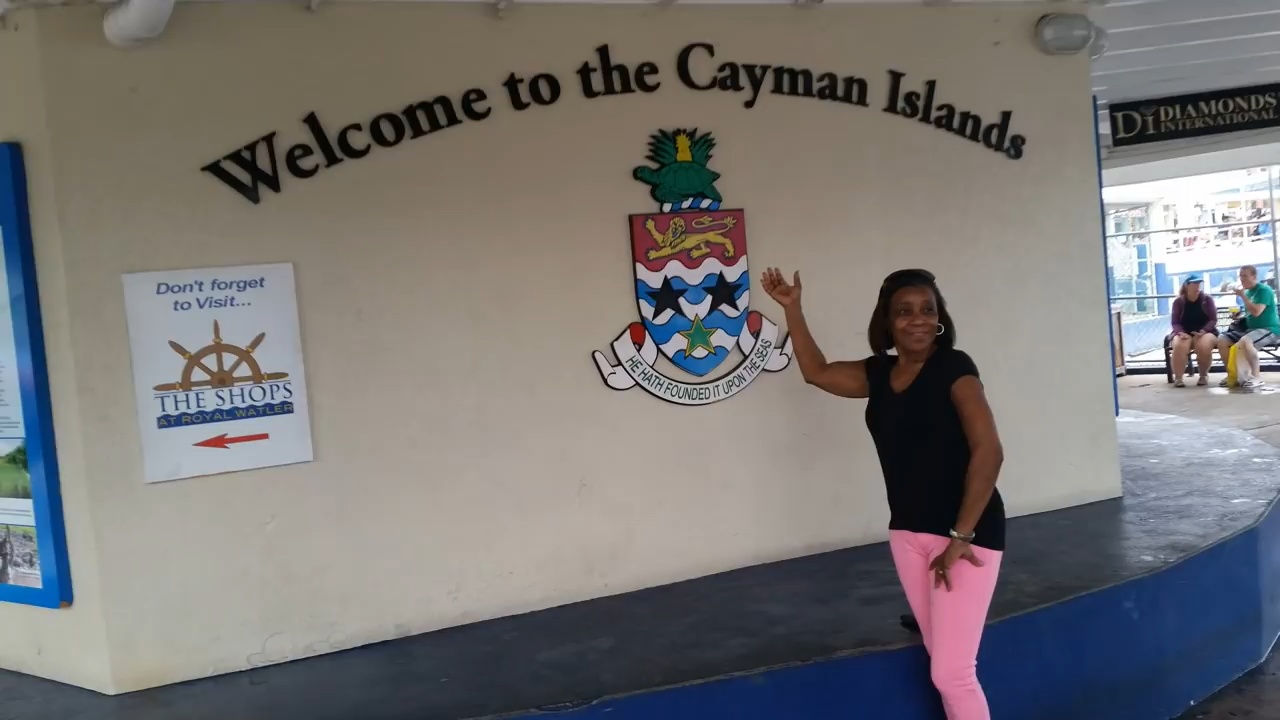 Welcome to the Cayman Islands
Di DIAMONDS
INTERNATIONAL
Don't forget
to Visit...
THE SHOPS
AT ROYAL WATLER
HE HATH FOUNDED IT UPON THE SEAS